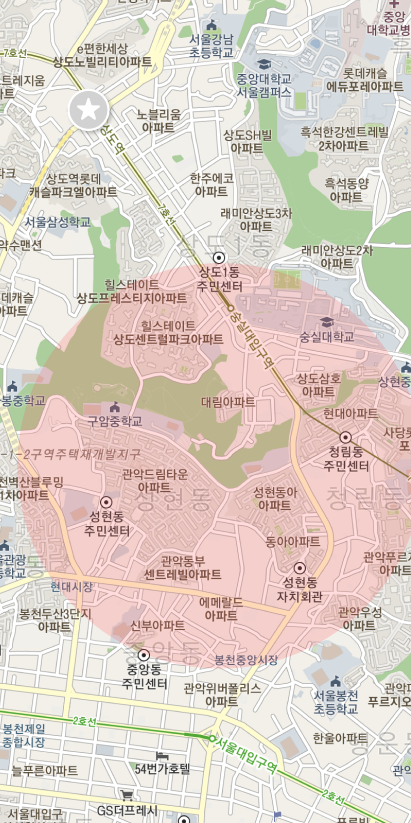 중앙
대학교병
서울강남
초등학교
e편한세상
상도노빌리티아파트
7호선
트레지움
파트
중앙대학교
서울캠퍼스
롯데캐슬
에듀포레아파트
상도역
노블리움
아파트
상도SH빌
아파트
흑석한강센트레빌
2차아파트
파크
상도역롯데
캐슬파크엘아파트
한주에코
아파트
흑석동양
아파트
7호선
서울삼성학교
래미안상도3차
아파트
약수맨션
상도1동
래미안상도2차
아파트
상도1동
주민센터
힐스테이트
상도프레스티지아파트
데캐슬
아파트
숭실대입구역
힐스테이트
상도센트럴파크아파트
숭실대학교
상도삼호
아파트
상현중
봉중학교
대림아파트
현대아파트
구암중학교
사당롯
아
청림동
주민센터
-1-2구역주택재개발지구
천벽산블루밍
1차아파트
관악드림타운
아파트
성현동
성현동아
아파트
청림동
성현동
주민센터
동아아파트
관악공
등학교
관악동부
센트레빌아파트
관악푸르지
아파트
성현동
자치회관
현대시장
에메랄드
아파트
봉천두산3단지
아파트
신부아파트
관악우성
아파트
중앙동
봉천중앙시장
중앙동
주민센터
관악위버폴리스
아파트
서울봉천
초등학교
관악파
푸르지오
2호선
봉천제일
종합시장
서울대입구역
한울아파트
은
늘푸른아파트
54번가호텔
2호선
관악
서울대입구
GS더프레시
푸르빌